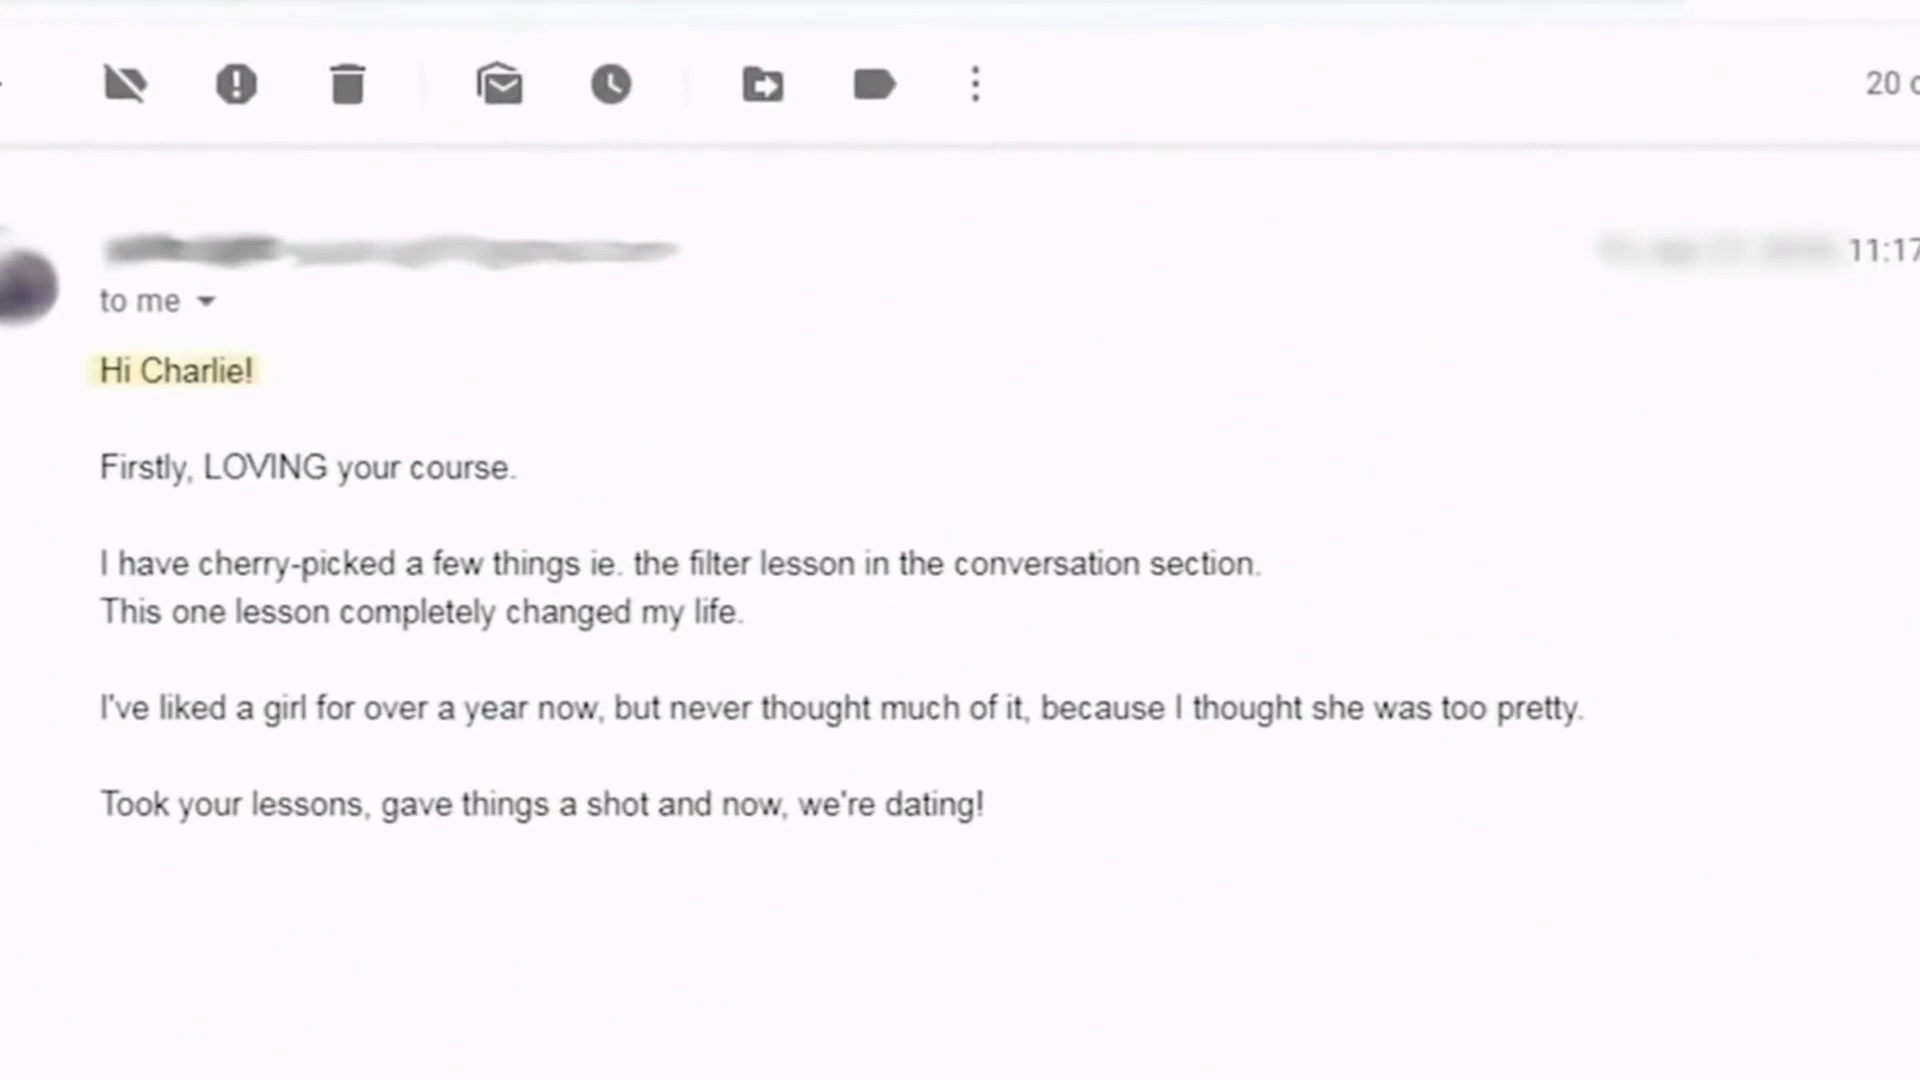 20
11:17
to me
Hi Charlie!
Firstly, LOVING your course.
I have cherry-picked a few things ie. the filter lesson in the conversation section.
This one lesson completely changed my life.
I've liked a girl for over a year now, but never thought much of it, because I thought she was too pretty.
Took your lessons, gave things a shot and now, we're dating!